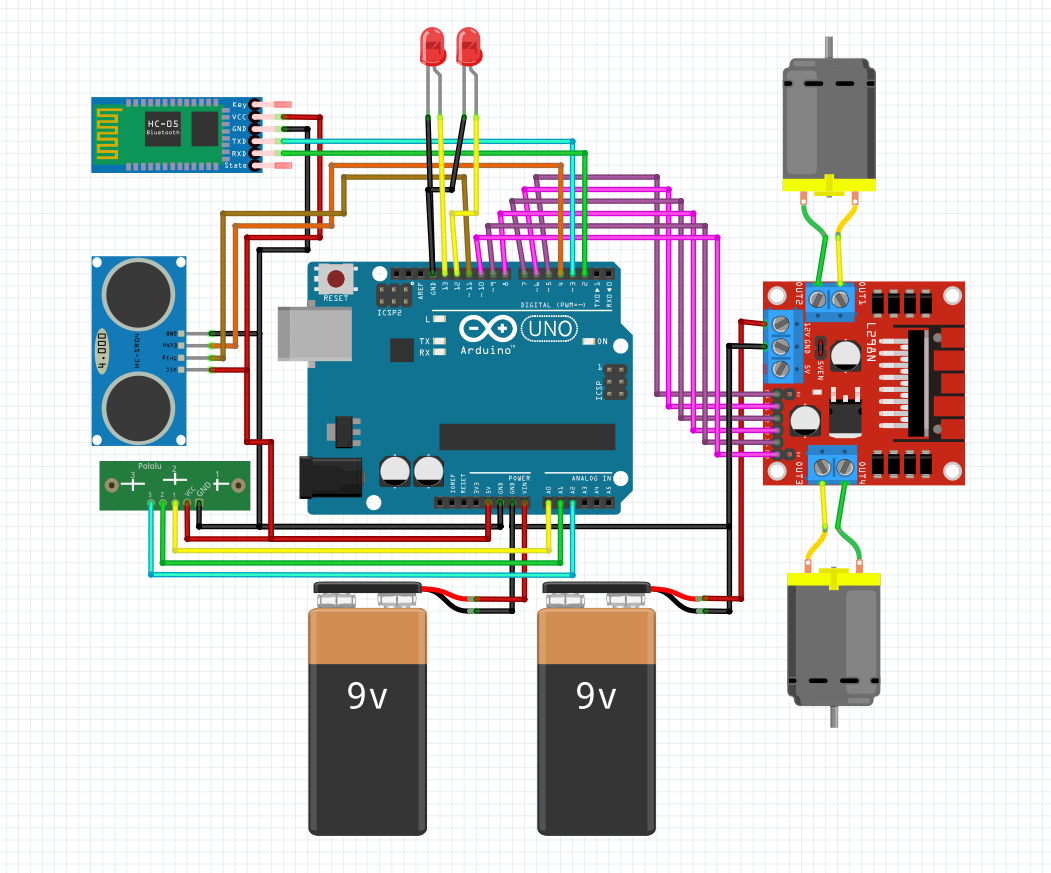 Key
VCC
GND
TXD
RXD
State
HC-05
Bluetooth
RESET
ICSP2
AREF
GND
13
12
~11
~10
~9
8
7
~6
~5
4
~3
2
TXO▶1
RXO◀0
DIGITAL (PWM=~)
L
TX
RX
Arduino™
UNO
ON
1
ICSP
OUT2
OUT1
12V GND
5V
5VEN
L298N
OUT3
OUT4
GND
Echo
Trig
VCC
HC-SR04
4.000
Pololu
3
2
1
3
2
1
VCC
GND
POWER
ANALOG IN
IOREF
RESET
3V3
5V
GND
GND
VIN
A0
A1
A2
A3
A4
A5
9v
9v